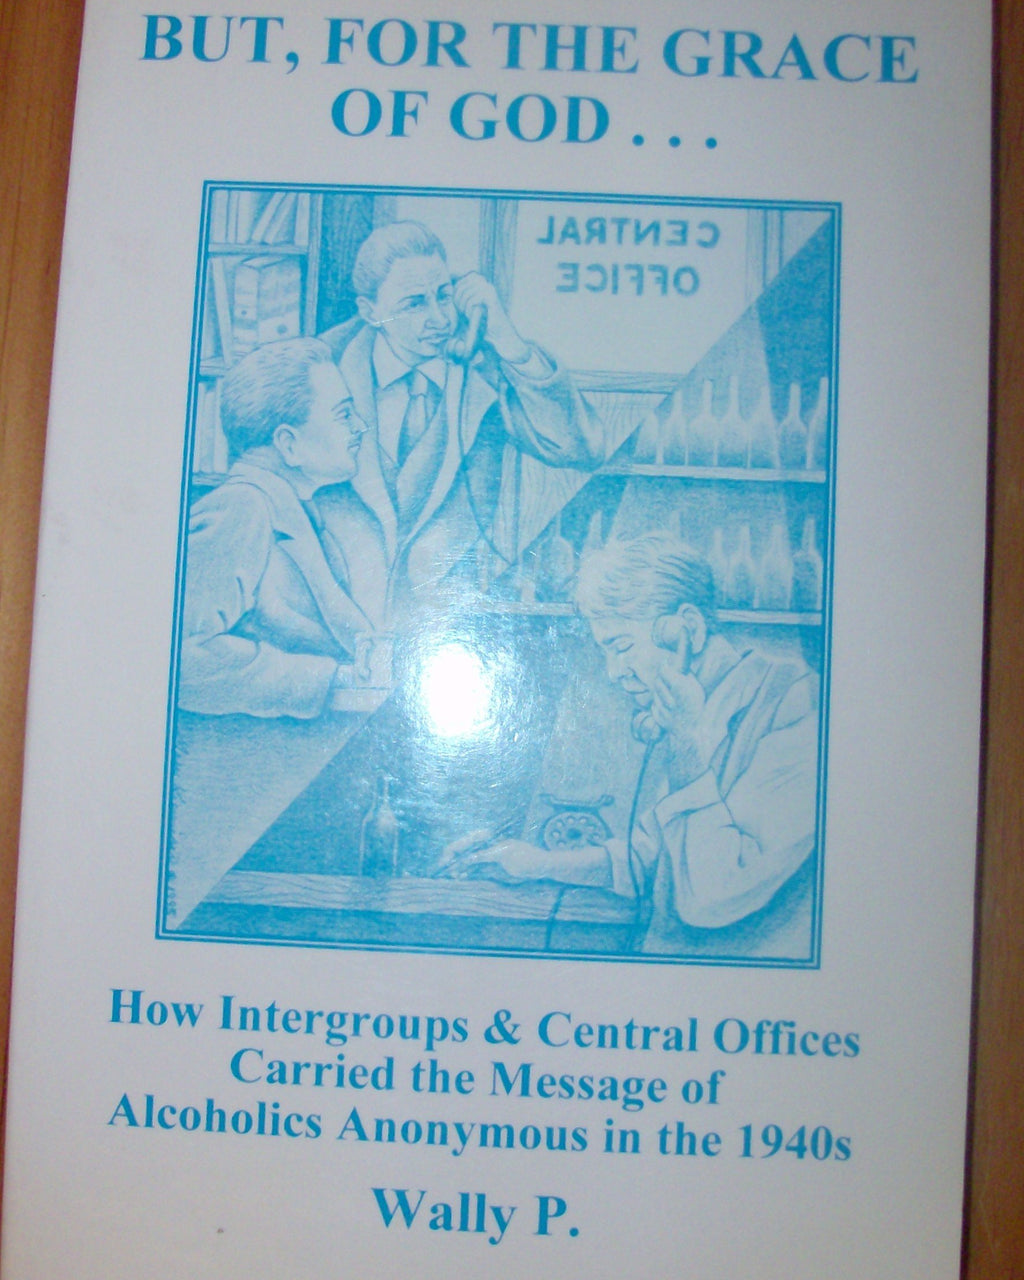 BUT, FOR THE GRACE
OF GOD . . .
CENTRAL
OFFICE
How Intergroups & Central Offices
Carried the Message of
Alcoholics Anonymous in the 1940s
Wally P.